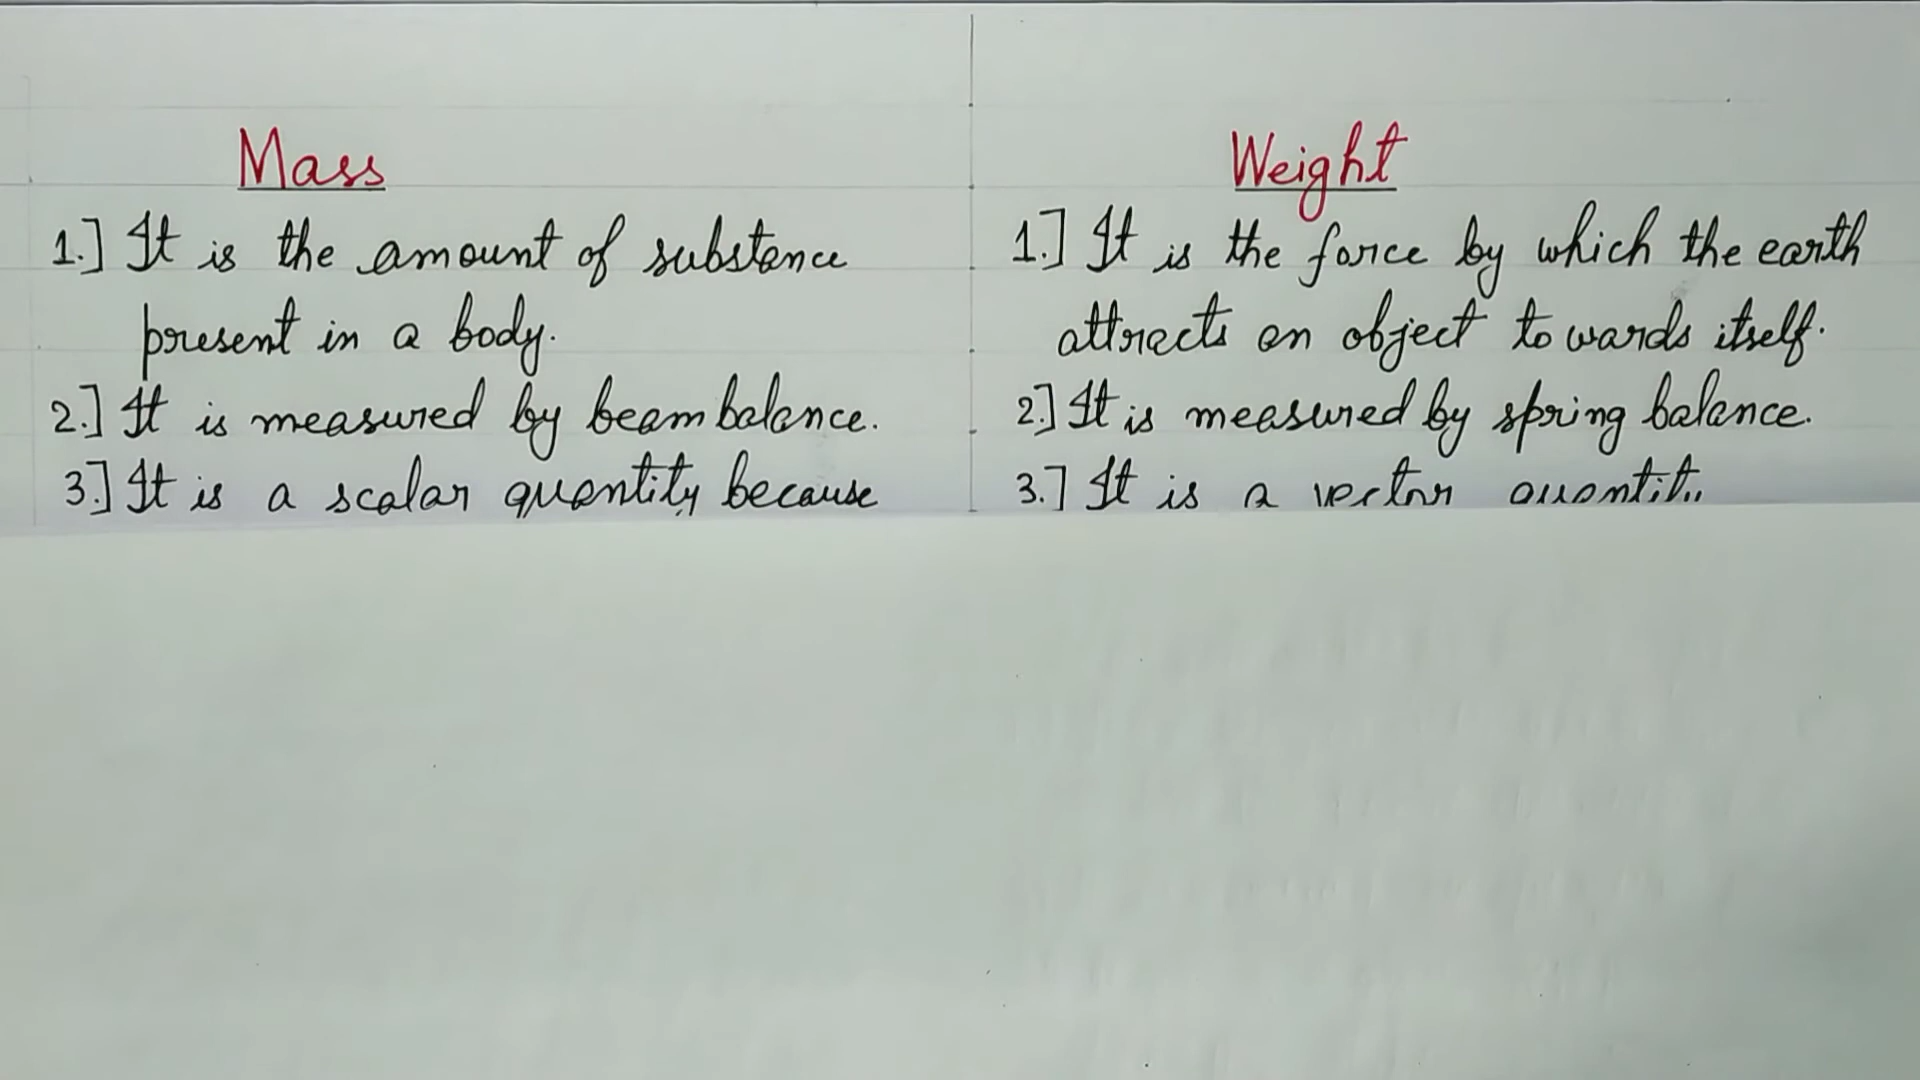 Mass
1.] It is the amount of substance
present in a body.
2.] It is measured by beam balance.
3.] It is a scalar quantity because
Weight
1.] It is the force by which the earth
attracts an object towards itself.
2.] It is measured by spring balance.
3.] It is a vector quantity